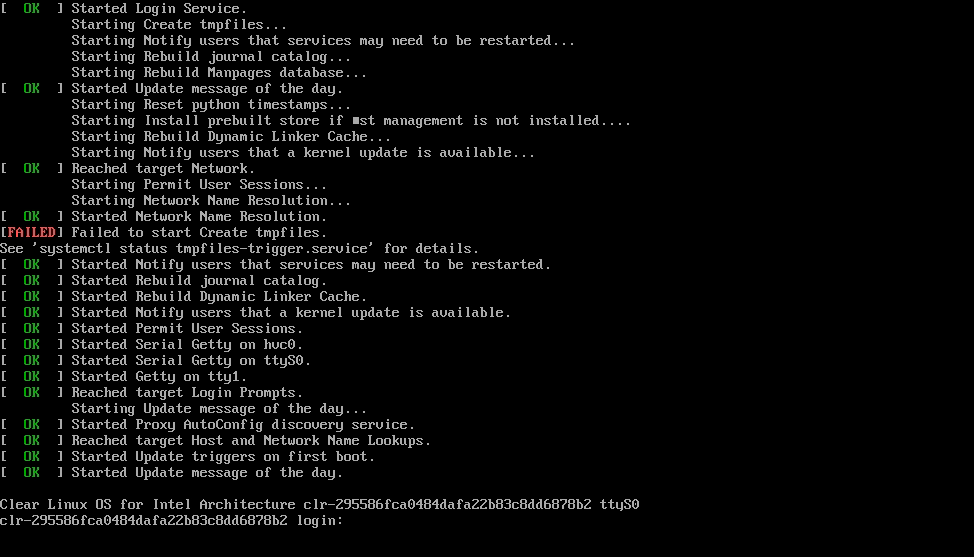 [  OK  ] Started Login Service.
         Starting Create tmpfiles...
         Starting Notify users that services may need to be restarted...
         Starting Rebuild journal catalog...
         Starting Rebuild Manpages database...
[  OK  ] Started Update message of the day.
         Starting Reset python timestamps...
         Starting Install prebuilt store if ■st management is not installed....
         Starting Rebuild Dynamic Linker Cache...
         Starting Notify users that a kernel update is available...
[  OK  ] Reached target Network.
         Starting Permit User Sessions...
         Starting Network Name Resolution...
[  OK  ] Started Network Name Resolution.
[FAILED] Failed to start Create tmpfiles.
See 'systemctl status tmpfiles-trigger.service' for details.
[  OK  ] Started Notify users that services may need to be restarted.
[  OK  ] Started Rebuild journal catalog.
[  OK  ] Started Rebuild Dynamic Linker Cache.
[  OK  ] Started Notify users that a kernel update is available.
[  OK  ] Started Permit User Sessions.
[  OK  ] Started Serial Getty on hvc0.
[  OK  ] Started Serial Getty on ttyS0.
[  OK  ] Started Getty on tty1.
[  OK  ] Reached target Login Prompts.
         Starting Update message of the day...
[  OK  ] Started Proxy AutoConfig discovery service.
[  OK  ] Reached target Host and Network Name Lookups.
[  OK  ] Started Update triggers on first boot.
[  OK  ] Started Update message of the day.
Clear Linux OS for Intel Architecture clr-295586fca0484dafa22b83c8dd6878b2 ttyS0
clr-295586fca0484dafa22b83c8dd6878b2 login: